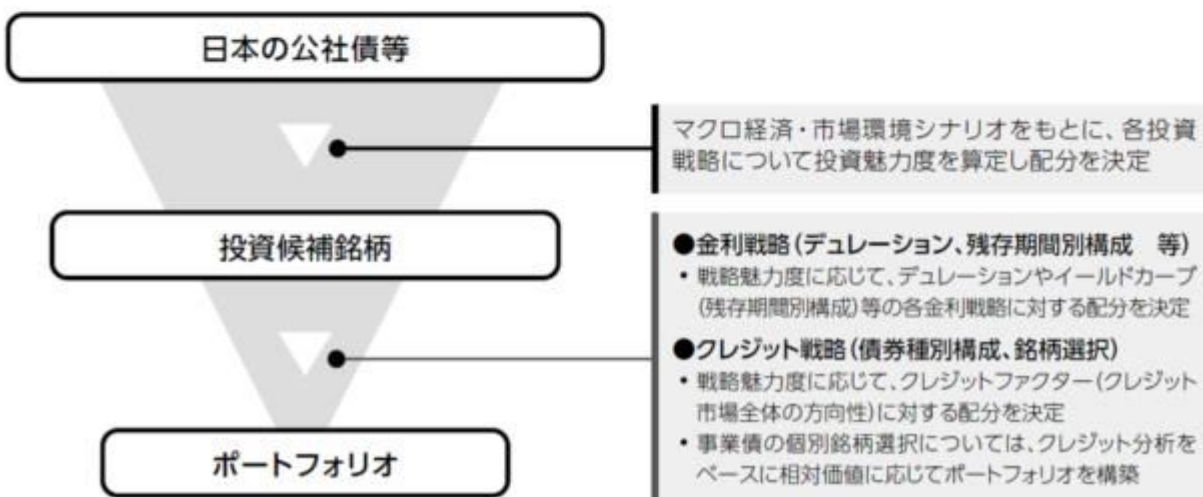 日本の公社債等
マクロ経済・市場環境シナリオをもとに、各投資
戦略について投資魅力度を算定し配分を決定
投資候補銘柄
●金利戦略(デュレーション、残存期間別構成　等)
• 戦略魅力度に応じて、デュレーションやイールドカーブ
(残存期間別構成)等の各金利戦略に対する配分を決定
●クレジット戦略(債券種別構成、銘柄選択)
• 戦略魅力度に応じて、クレジットファクター(クレジット
市場全体の方向性)に対する配分を決定
• 事業債の個別銘柄選択については、クレジット分析を
ベースに相対価値に応じてポートフォリオを構築
ポートフォリオ